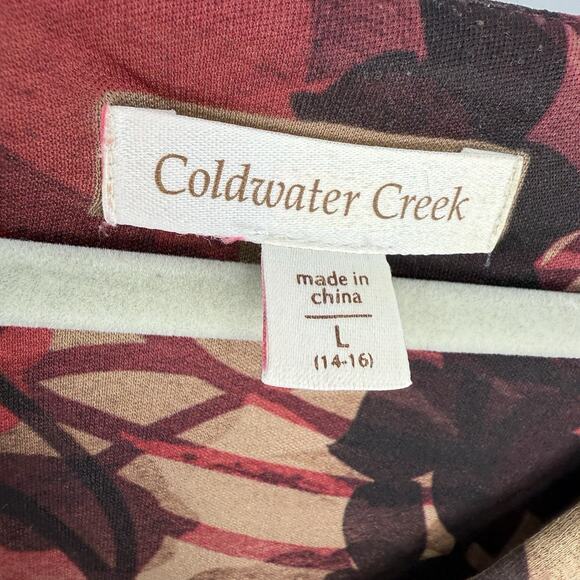 Coldwater Creek
made in
china
L
(14-16)